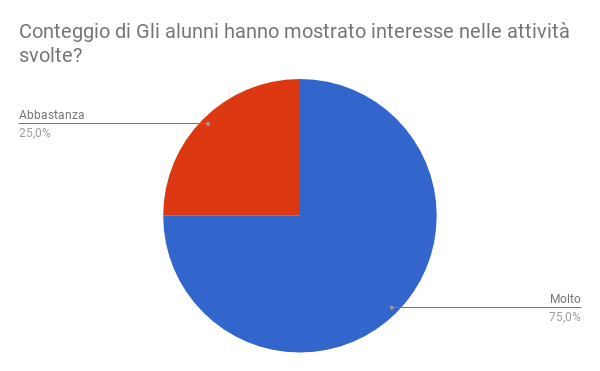 Conteggio di Gli alunni hanno mostrato interesse nelle attività
svolte?
Abbastanza
25,0%
Molto
75,0%